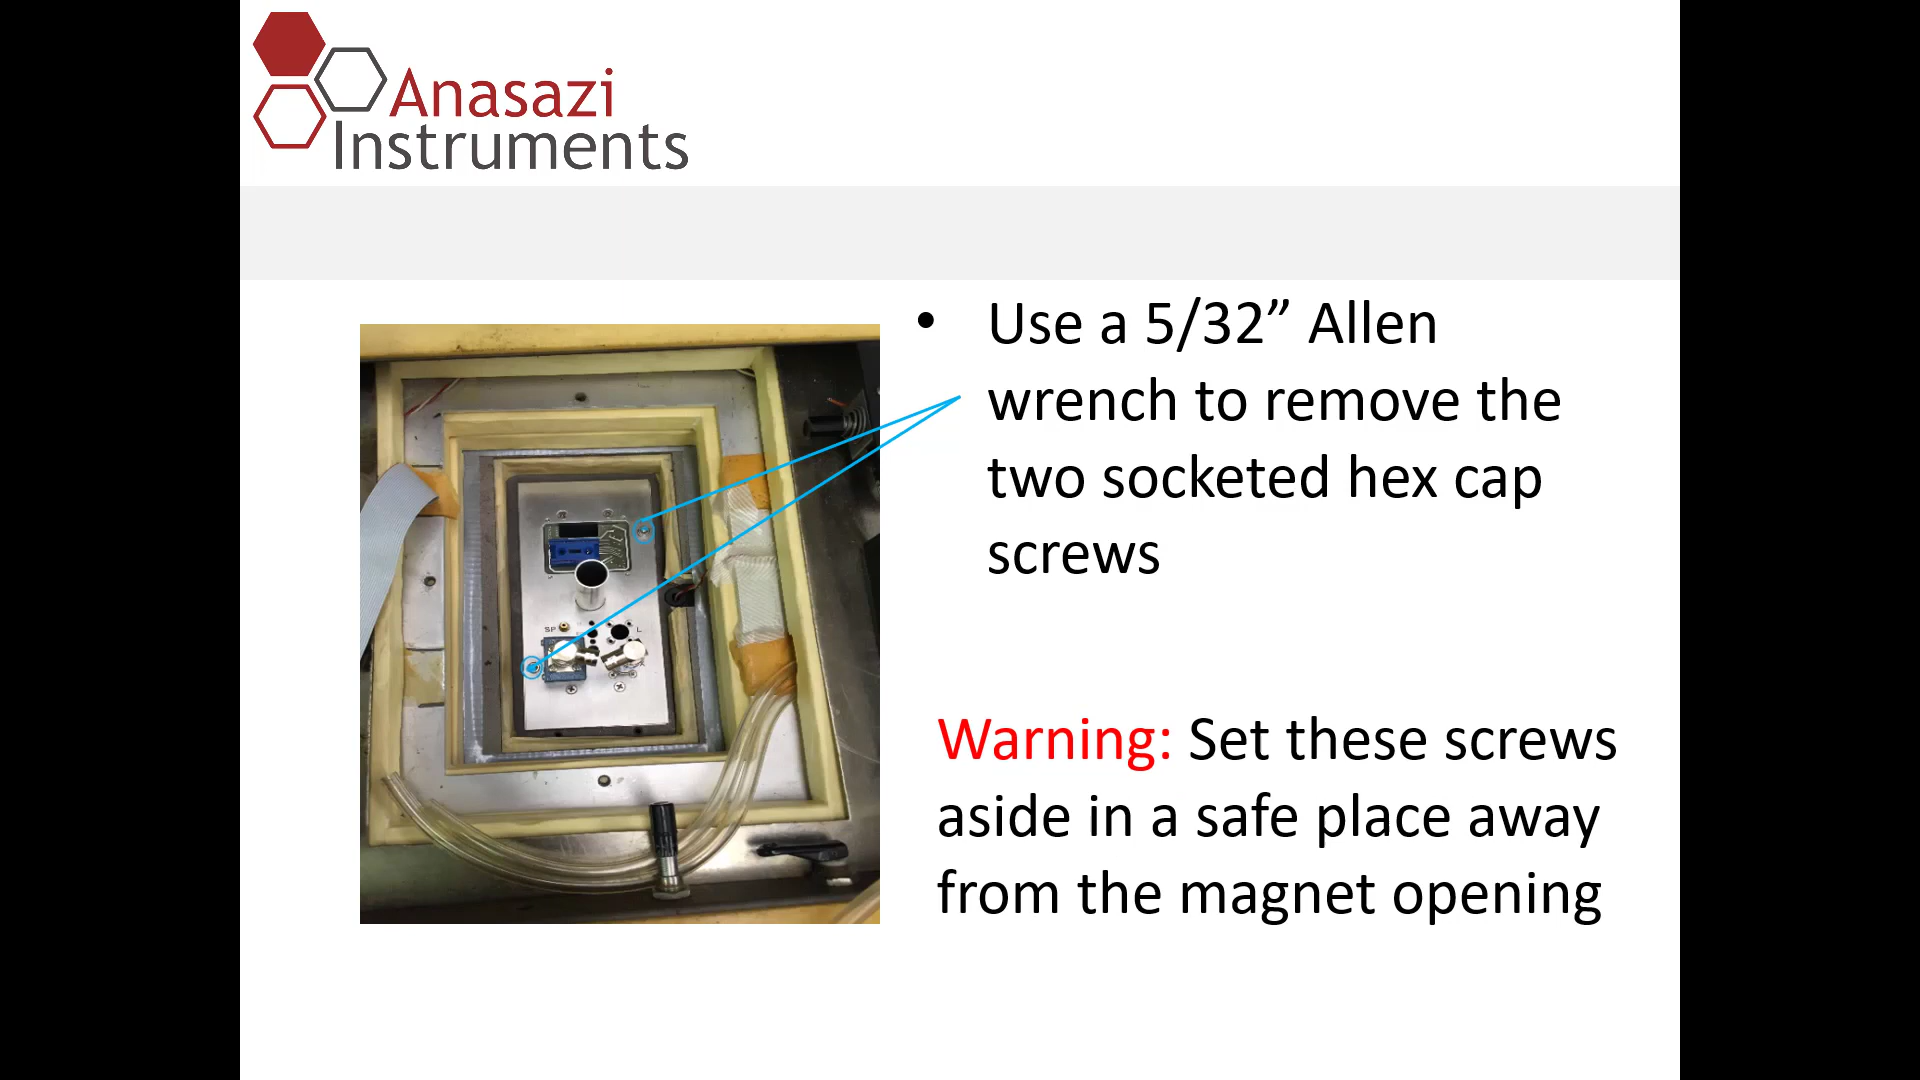 Anasazi
Instruments
• Use a 5/32” Allen
wrench to remove the
two socketed hex cap
screws
SP
L
Warning: Set these screws
aside in a safe place away
from the magnet opening